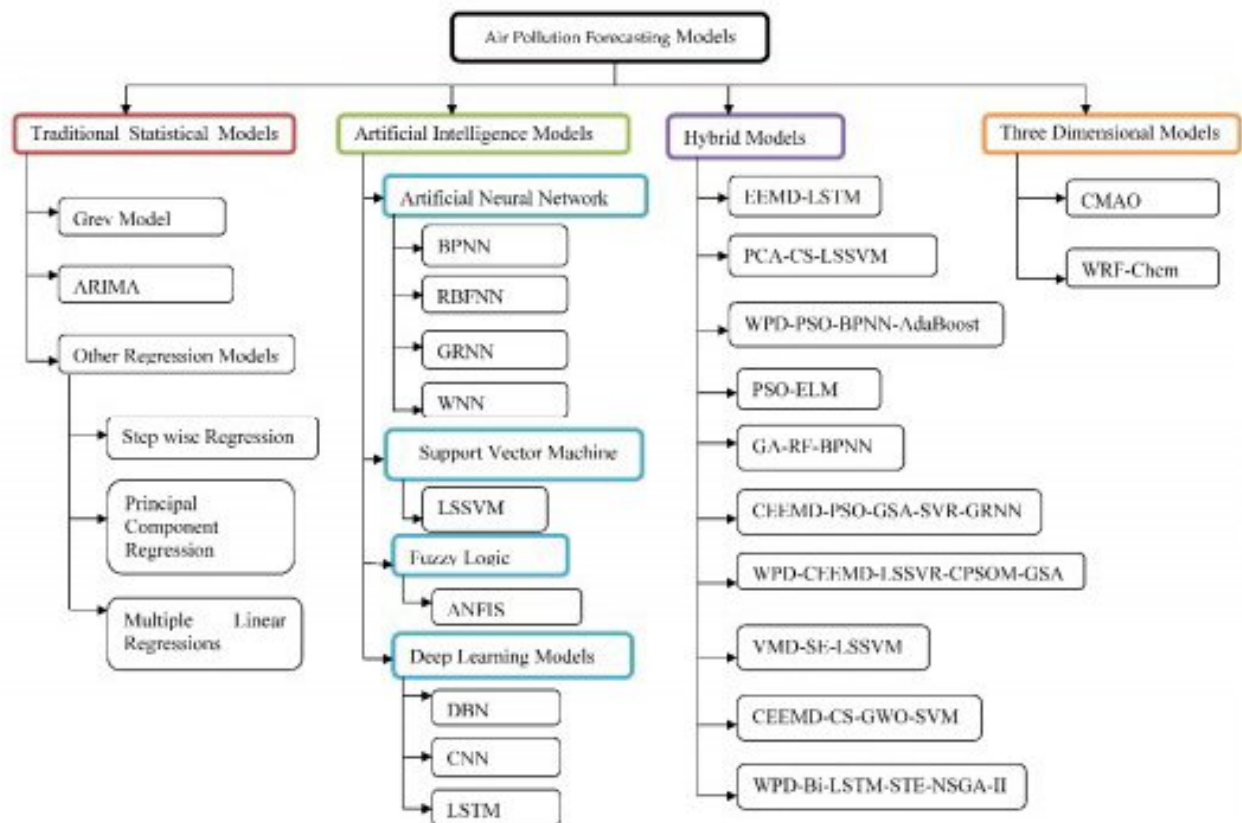 Air Pollution Forecasting Models
Traditional Statistical Models
Grev Model
ARIMA
Other Regression Models
Step wise Regression
Principal
Component
Regression
Multiple Linear
Regressions
Artificial Intelligence Models
Artificial Neural Network
BPNN
RBFNN
GRNN
WNN
Support Vector Machine
LSSVM
Fuzzy Logic
ANFIS
Deep Learning Models
DBN
CNN
LSTM
Hybrid Models
EEMD-LSTM
PCA-CS-LSSVM
WPD-PSO-BPNN-AdaBoost
PSO-ELM
GA-RF-BPNN
CEEMD-PSO-GSA-SVR-GRNN
WPD-CEEMD-LSSVR-CPSOM-GSA
VMD-SE-LSSVM
CEEMD-CS-GWO-SVM
WPD-Bi-LSTM-STE-NSGA-II
Three Dimensional Models
CMAO
WRF-Chem